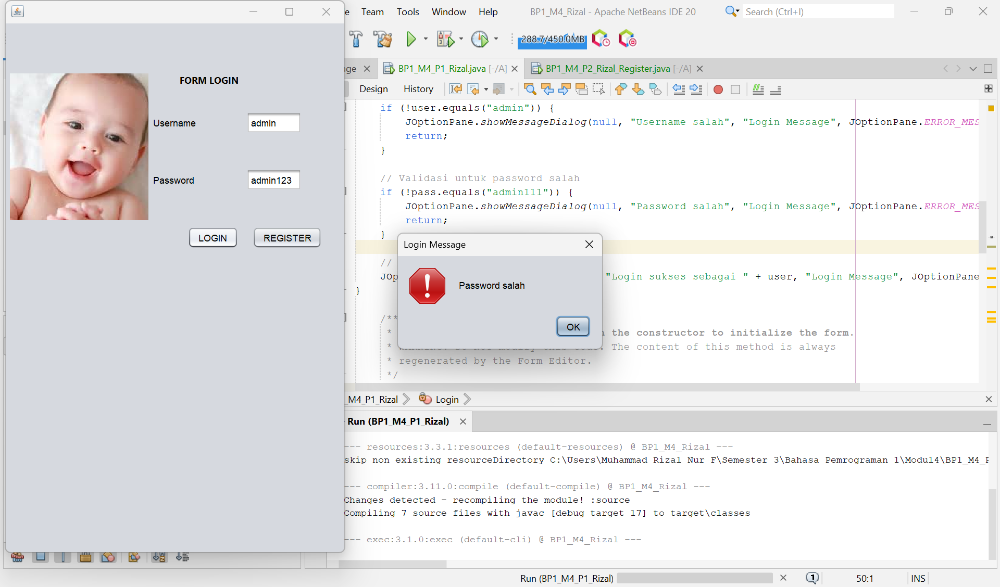 e Team Tools Window Help
BP1_M4_Rizal - Apache NetBeans IDE 20
Search (Ctrl+I)
288.7/450.0MB
ge
BP1_M4_P1_Rizal.java [-/A]
BP1_M4_P2_Rizal_Register.java [-/A]
Design History
FORM LOGIN
Username admin
Password admin123
LOGIN REGISTER
if (!user.equals("admin")) {
JOptionPane.showMessageDialog(null, "Username salah", "Login Message", JOptionPane.ERROR_MES
return;
}
// Validasi untuk password salah
if (!pass.equals("admin111")) {
JOptionPane.showMessageDialog(null, "Password salah", "Login Message", JOptionPane.ERROR_MES
return;
}
//
JOp "Login sukses sebagai " + user, "Login Message", JOptionPane
}
/**
* the constructor to initialize the form.
* The content of this method is always
* regenerated by the Form Editor.
*/
Login Message
Password salah
OK
_M4_P1_Rizal Login
Run (BP1_M4_P1_Rizal)
--- resources:3.3.1:resources (default-resources) @ BP1_M4_Rizal ---
skip non existing resourceDirectory C:\Users\Muhammad Rizal Nur F\Semester 3\Bahasa Pemrograman 1\Modul4\BP1_M4_F
--- compiler:3.11.0:compile (default-compile) @ BP1_M4_Rizal ---
Changes detected - recompiling the module! :source
Compiling 7 source files with javac [debug target 17] to target\classes
--- exec:3.1.0:exec (default-cli) @ BP1_M4_Rizal ---
Run (BP1_M4_P1_Rizal)
1
50:1
INS